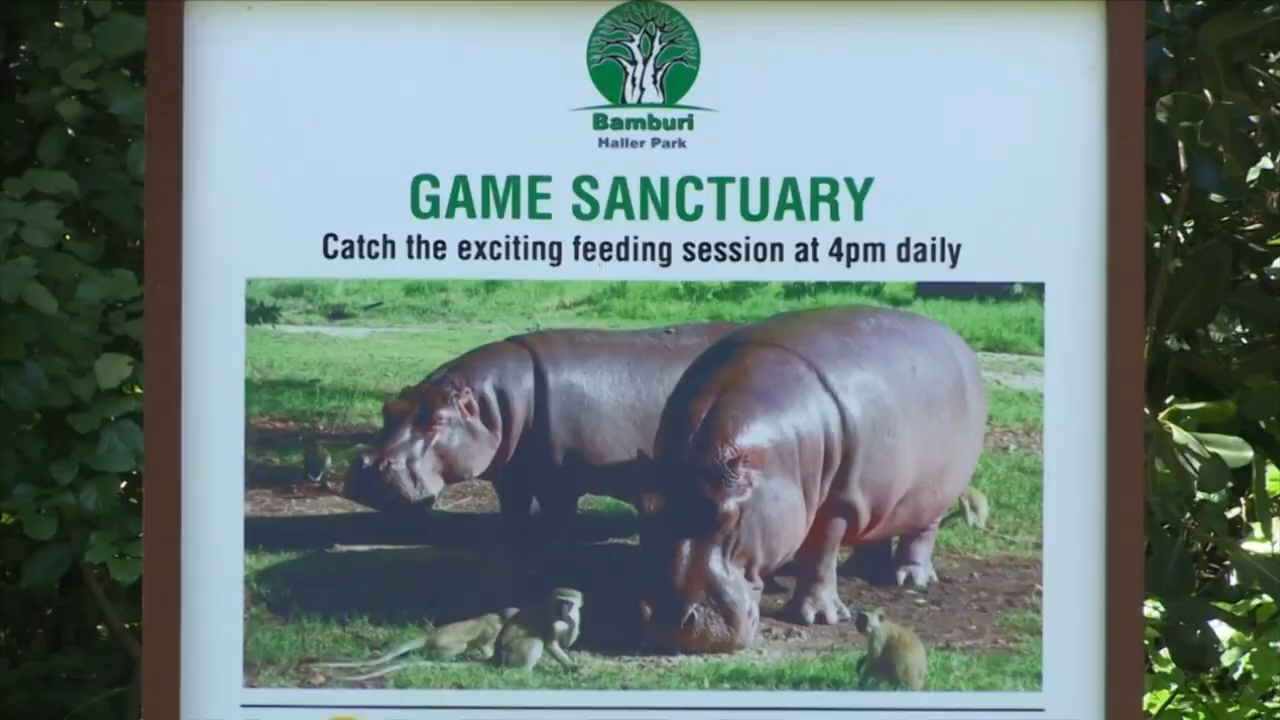 Bamburi
Haller Park
GAME SANCTUARY
Catch the exciting feeding session at 4pm daily